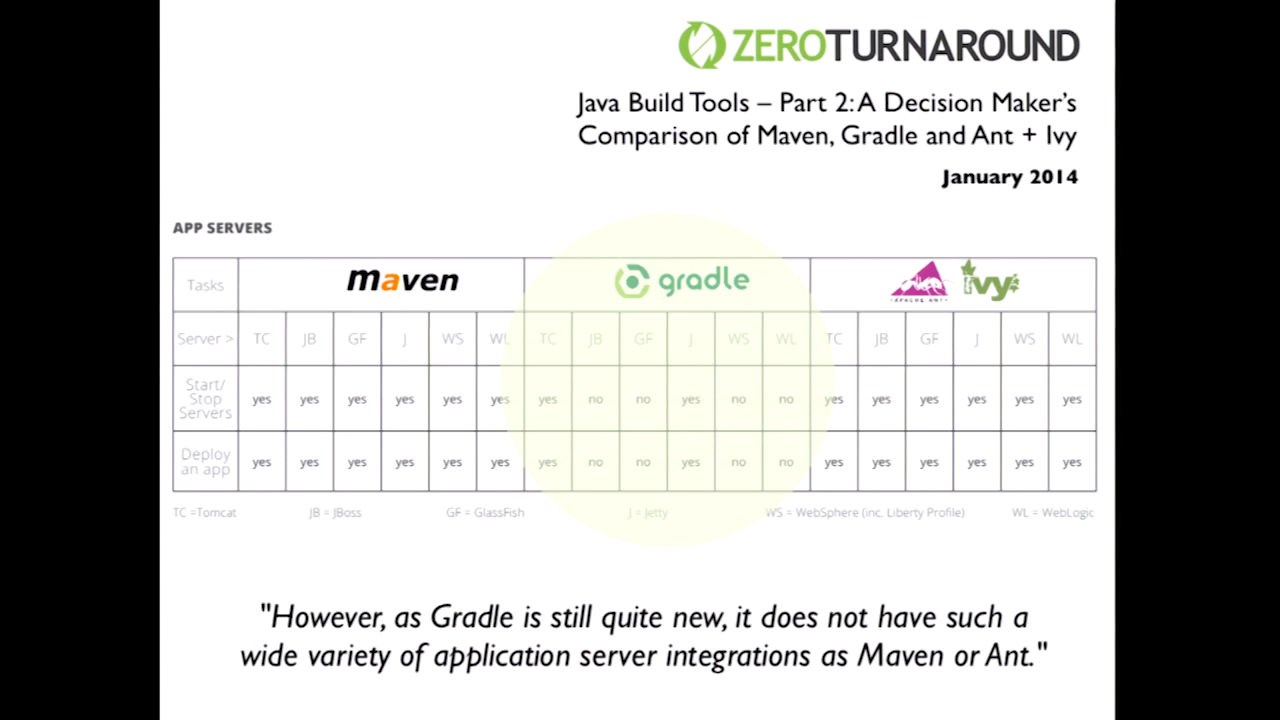 ZEROTURNAROUND
Java Build Tools – Part 2: A Decision Maker's
Comparison of Maven, Gradle and Ant + Ivy
January 2014
APP SERVERS
Tasks maven gradle APACHE ANT ivy
Server > TC JB GF J WS WL TC JB GF J WS WL TC JB GF J WS WL
Start/
Stop
Servers yes yes yes yes yes yes yes no no yes no no yes yes yes yes yes yes
Deploy
an app yes yes yes yes yes yes yes no no yes no no yes yes yes yes yes yes
TC =Tomcat JB = JBoss GF = GlassFish J = Jetty WS = WebSphere (inc. Liberty Profile) WL = WebLogic
"However, as Gradle is still quite new, it does not have such a
wide variety of application server integrations as Maven or Ant."